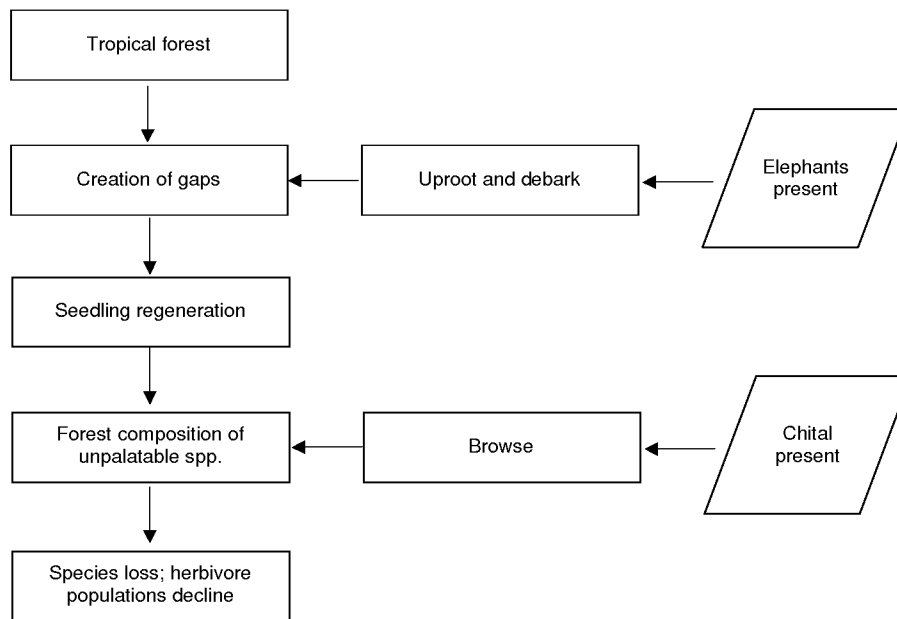 Tropical forest
Creation of gaps
Uproot and debark
Elephants
present
Seedling regeneration
Forest composition of
unpalatable spp.
Browse
Chital
present
Species loss; herbivore
populations decline